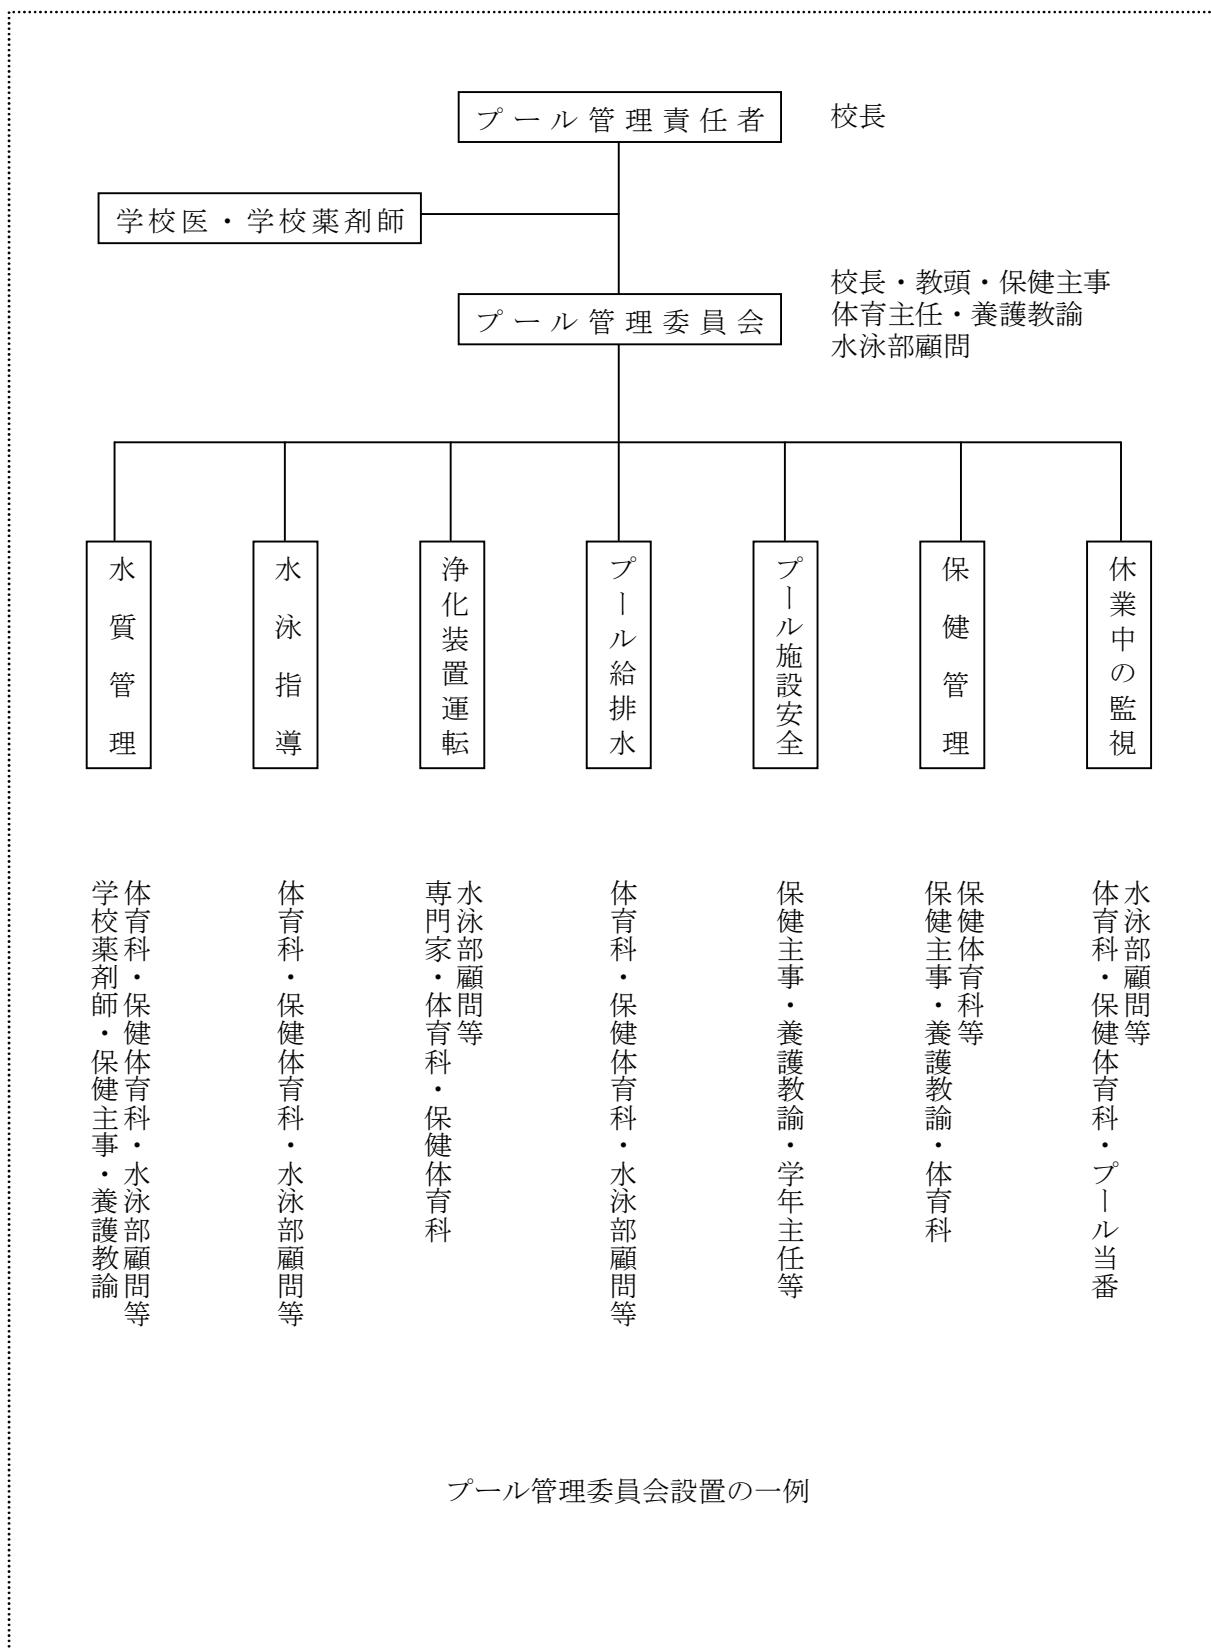 プール管理責任者
校長
学校医・学校薬剤師
プール管理委員会
校長・教頭・保健主事
体育主任・養護教諭
水泳部顧問
水質管理
水泳指導
浄化装置運転
プール給排水
プール施設安全
保健管理
休業中の監視
学校薬剤師・保健主事・養護教諭
体育科・保健体育科・水泳部顧問等
体育科・保健体育科・水泳部顧問等
専門家・体育科・保健体育科
水泳部顧問等
体育科・保健体育科・水泳部顧問等
保健主事・養護教諭・学年主任等
保健主事・養護教諭・体育科
保健体育科等
体育科・保健体育科・プール当番
水泳部顧問等
プール管理委員会設置の一例